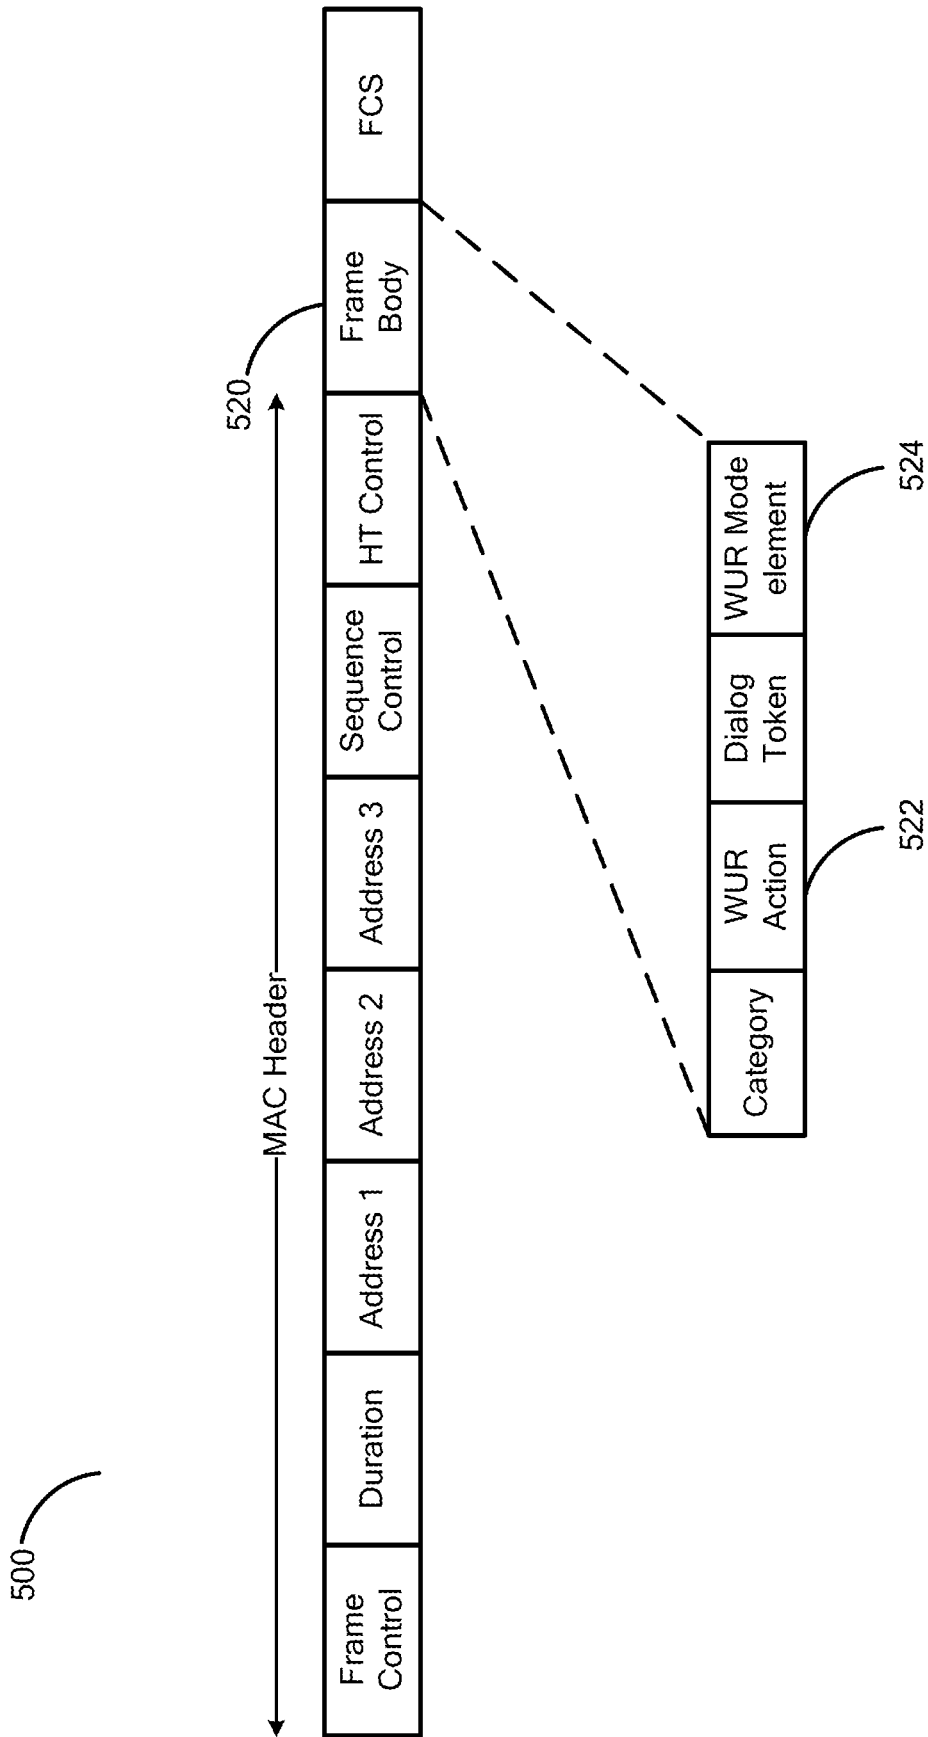 500
MAC Header
520
Frame
Control
Duration
Address 1
Address 2
Address 3
Sequence
Control
HT Control
Frame
Body
FCS
Category
WUR
Action
Dialog
Token
WUR Mode
element
522
524